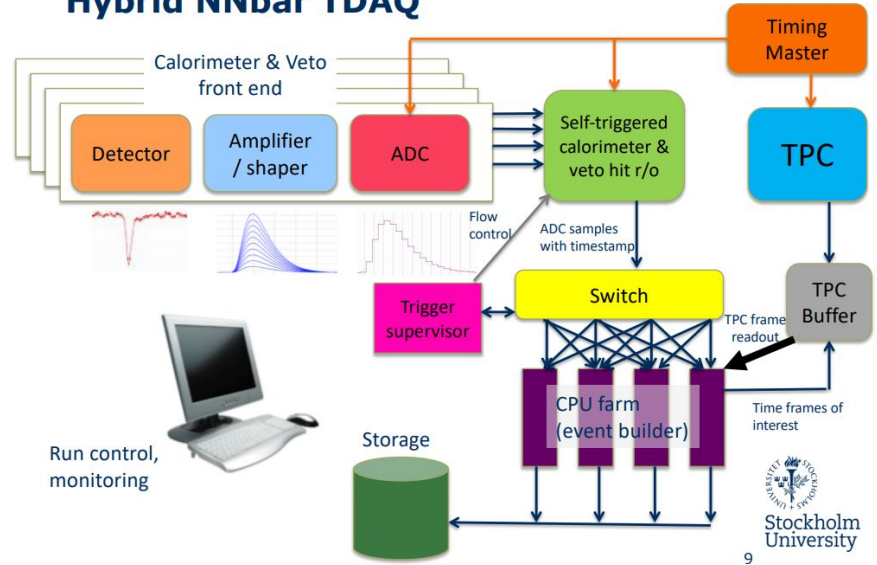 Hybrid NNbar TDAQ
Timing
Master
Calorimeter & Veto
front end
Detector
Amplifier
/ shaper
ADC
Self-triggered
calorimeter &
veto hit r/o
TPC
Flow
control
ADC samples
with timestamp
Trigger
supervisor
Switch
TPC
Buffer
TPC frame
readout
CPU farm
(event builder)
Time frames of
interest
Run control,
monitoring
Storage
Stockholm
University
9